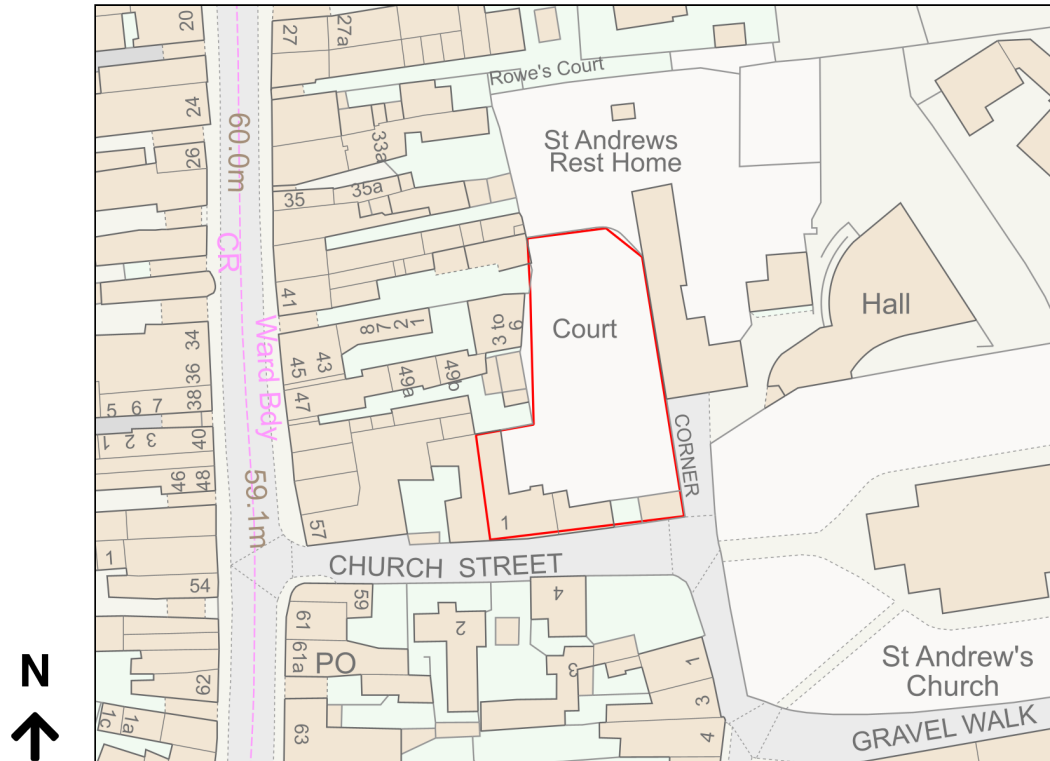 20
27
27a
Rowe's Court
24
60.0m
26
33a
St Andrews
Rest Home
35
35a
CR
41
Hall
Ward Bdy
34
36
38
8
7
2
1
3 to 9
Court
43
45
47
49a
49b
5 6 7
1 2 3
40
46
48
CORNER
59.1m
57
1
1
54
CHURCH STREET
59
4
61
61a
2
PO
3
1
3
4
62
1c
1a
63
St Andrew's
Church
GRAVEL WALK
N